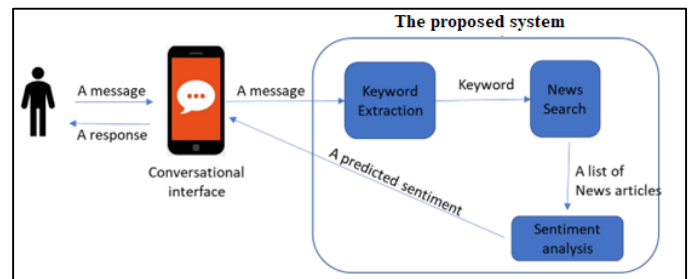 The proposed system
A message
A response
Conversational
interface
A message
Keyword
Extraction
Keyword
News
Search
A list of
News articles
Sentiment
analysis
A predicted sentiment